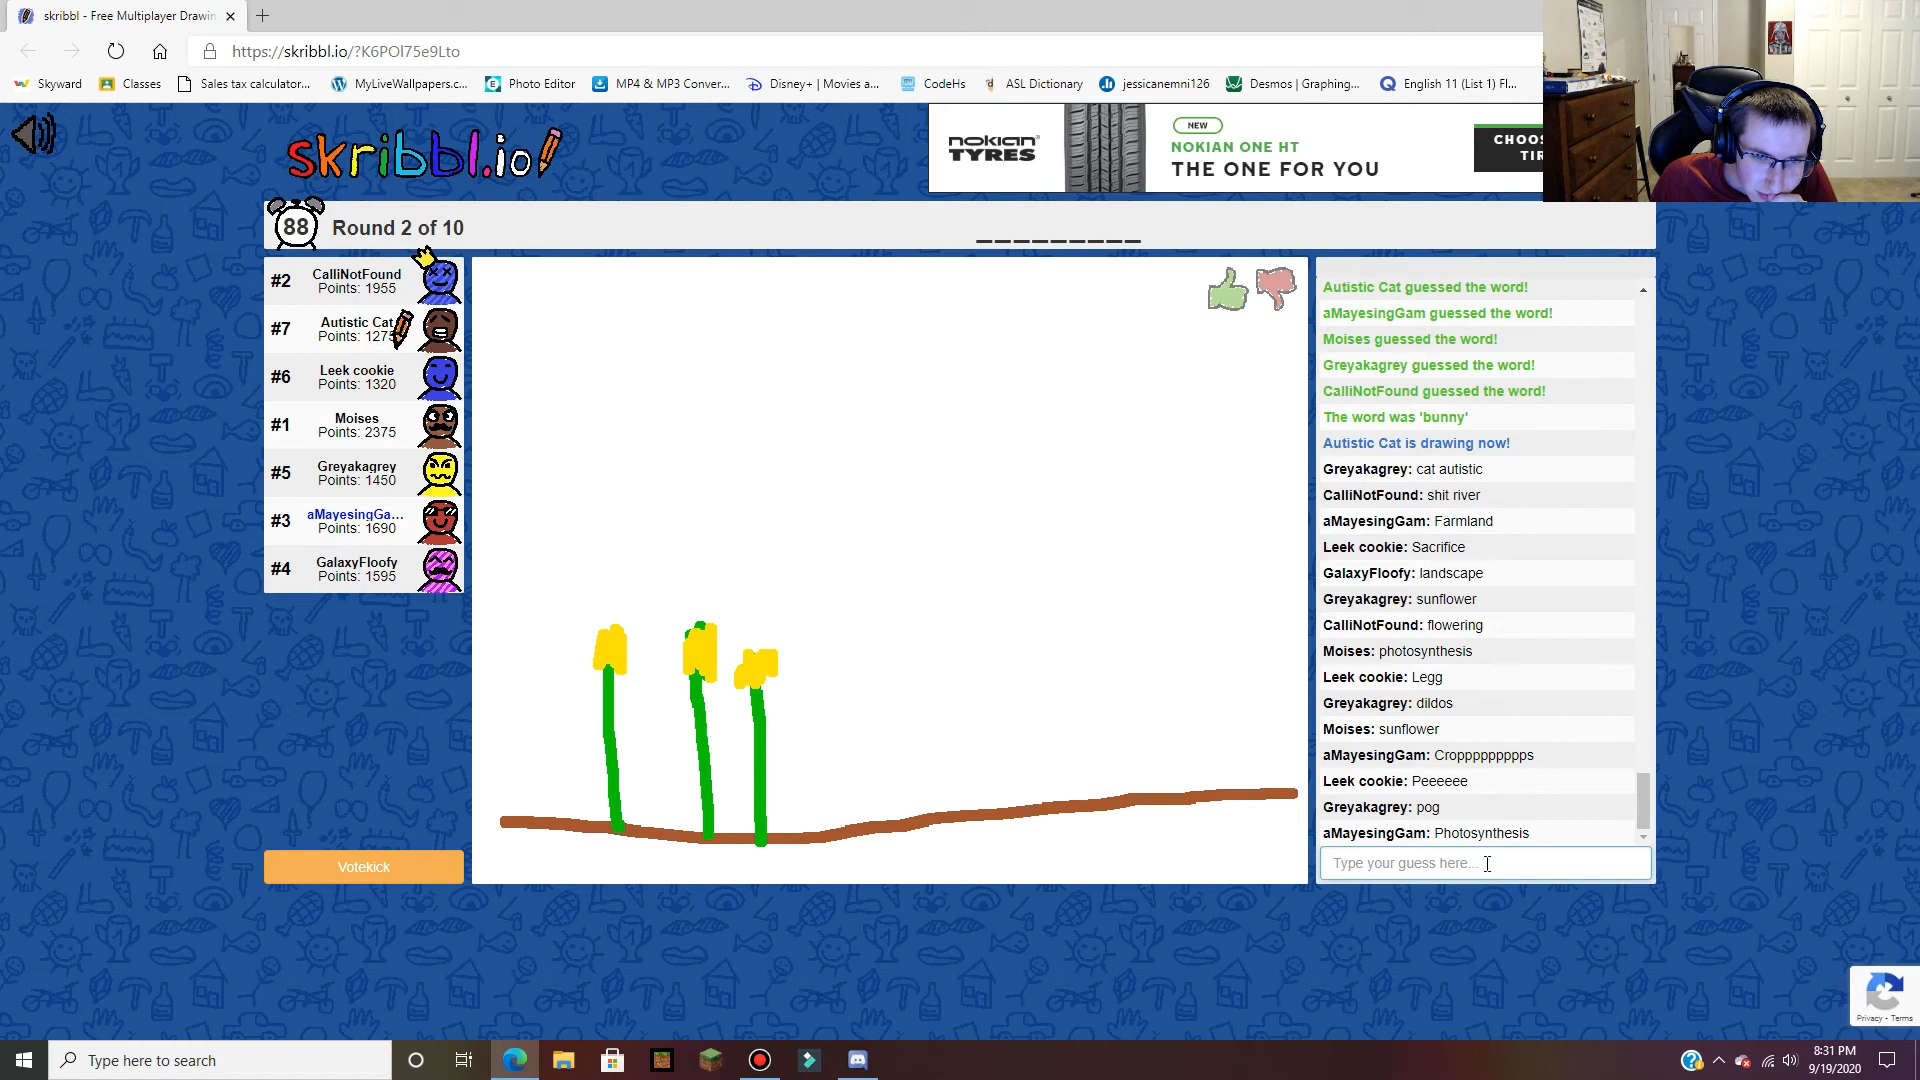 skribbl - Free Multiplayer Drawin
https://skribbl.io/?K6POl75e9Lto
Skyward
Classes
Sales tax calculator...
MyLiveWallpapers.c...
Photo Editor
MP4 & MP3 Conver...
Disney+ | Movies a...
CodeHs
ASL Dictionary
jessicanemni126
Desmos | Graphing...
English 11 (List 1) Fl...
skribbl.io
nokian
TYRES
NEW
NOKIAN ONE HT
THE ONE FOR YOU
CHOOS
TIR
88
Round 2 of 10
#2
CalliNotFound
Points: 1955
#7
Autistic Cat
Points: 1275
#6
Leek cookie
Points: 1320
#1
Moises
Points: 2375
#5
Greyakagrey
Points: 1450
#3
aMayesingGa...
Points: 1690
#4
GalaxyFloofy
Points: 1595
Votekick
Autistic Cat guessed the word!
aMayesingGam guessed the word!
Moises guessed the word!
Greyakagrey guessed the word!
CalliNotFound guessed the word!
The word was 'bunny'
Autistic Cat is drawing now!
Greyakagrey: cat autistic
CalliNotFound: shit river
aMayesingGam: Farmland
Leek cookie: Sacrifice
GalaxyFloofy: landscape
Greyakagrey: sunflower
CalliNotFound: flowering
Moises: photosynthesis
Leek cookie: Legg
Greyakagrey: dildos
Moises: sunflower
aMayesingGam: Croppppppppps
Leek cookie: Peeeeee
Greyakagrey: pog
aMayesingGam: Photosynthesis
Type your guess here...
Privacy - Terms
Type here to search
8:31 PM
9/19/2020